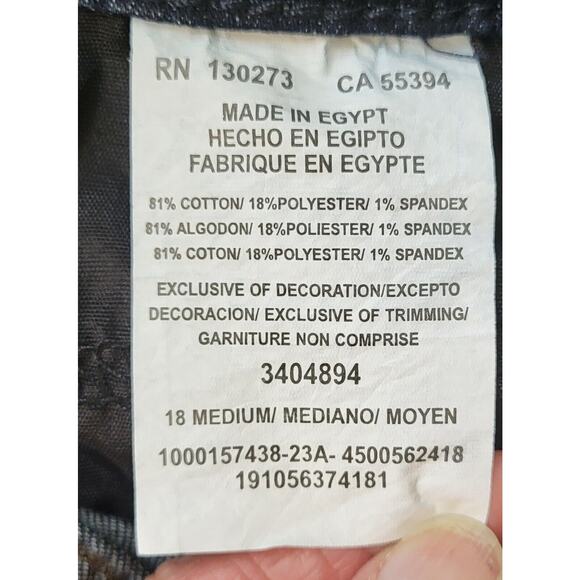 RN 130273 CA 55394
MADE IN EGYPT
HECHO EN EGIPTO
FABRIQUE EN EGYPTE
81% COTTON/ 18%POLYESTER/ 1% SPANDEX
81% ALGODON/ 18%POLIESTER/ 1% SPANDEX
81% COTON/ 18%POLYESTER/ 1% SPANDEX
EXCLUSIVE OF DECORATION/EXCEPTO
DECORACION/ EXCLUSIVE OF TRIMMING/
GARNITURE NON COMPRISE
3404894
18 MEDIUM/ MEDIANO/ MOYEN
1000157438-23A- 4500562418
191056374181